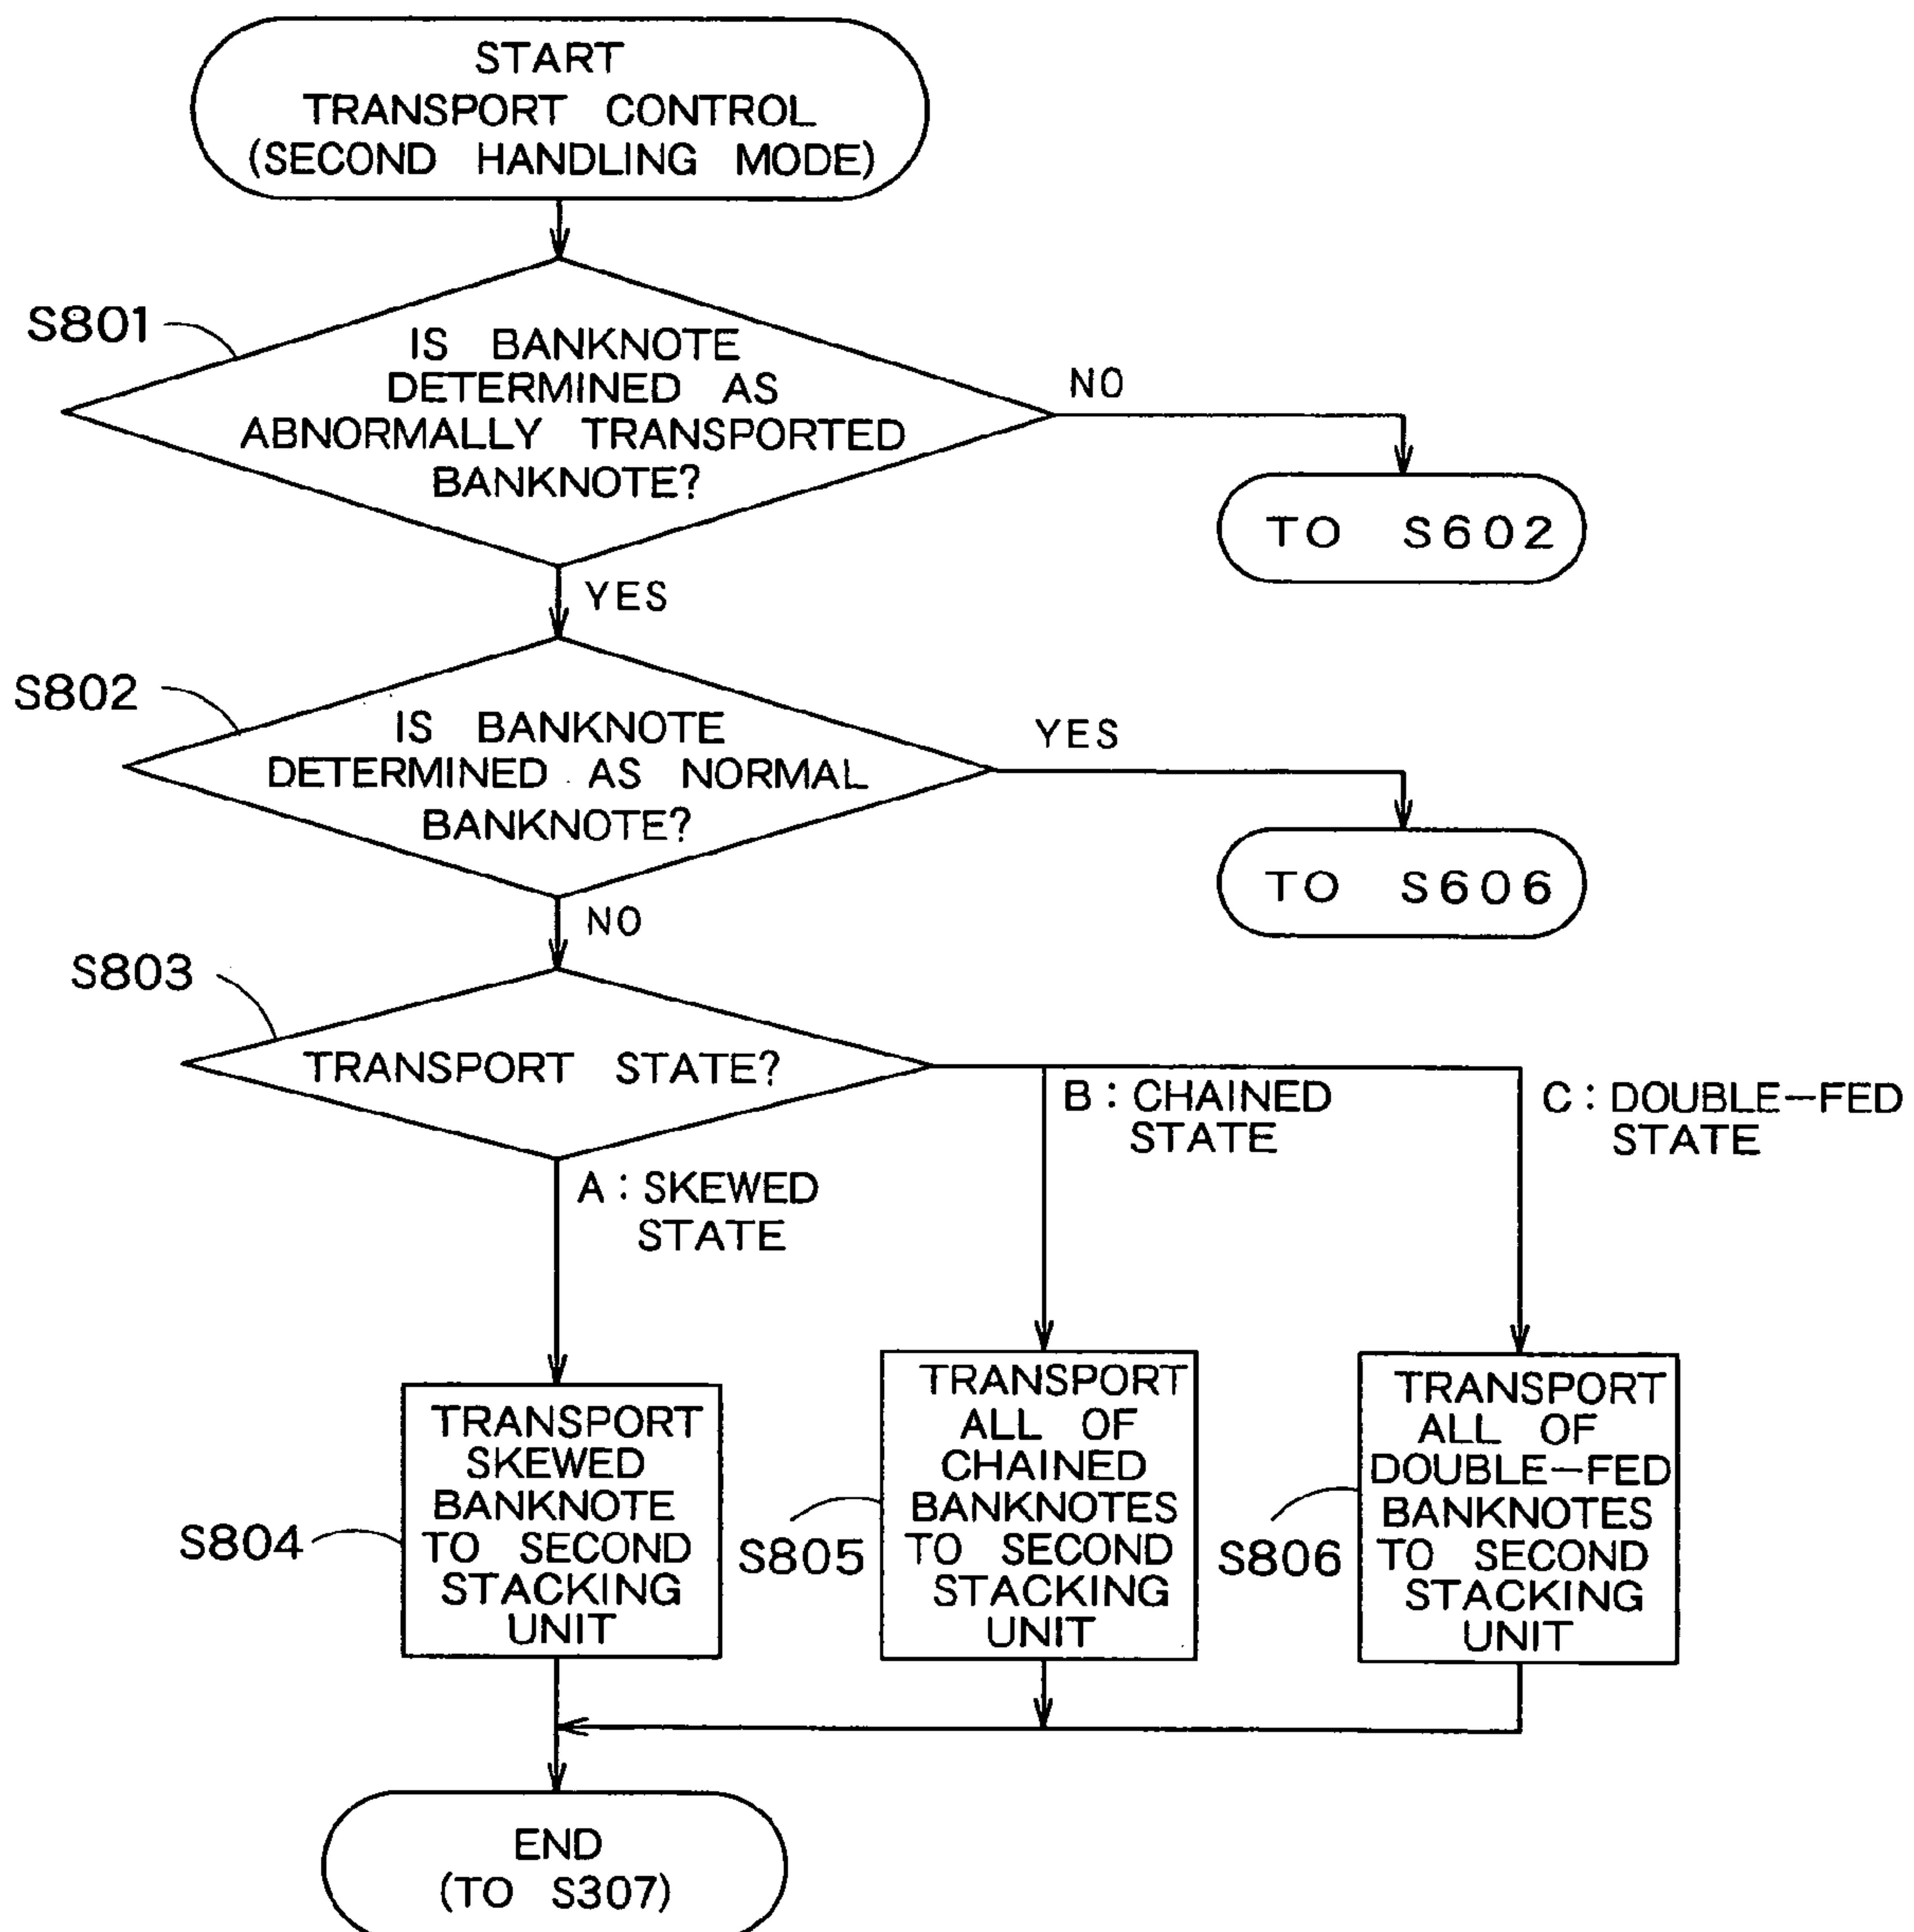 START
TRANSPORT CONTROL
(SECOND HANDLING MODE)
S801
IS BANKNOTE
DETERMINED AS
ABNORMALLY TRANSPORTED
BANKNOTE?
NO
TO S602
YES
S802
IS BANKNOTE
DETERMINED AS NORMAL
BANKNOTE?
YES
TO S606
NO
S803
TRANSPORT STATE?
A : SKEWED
STATE
B : CHAINED
STATE
C : DOUBLE-FED
STATE
S804
TRANSPORT
SKEWED
BANKNOTE
TO SECOND
STACKING
UNIT
S805
TRANSPORT
ALL OF
CHAINED
BANKNOTES
TO SECOND
STACKING
UNIT
S806
TRANSPORT
ALL OF
DOUBLE-FED
BANKNOTES
TO SECOND
STACKING
UNIT
END
(TO S307)